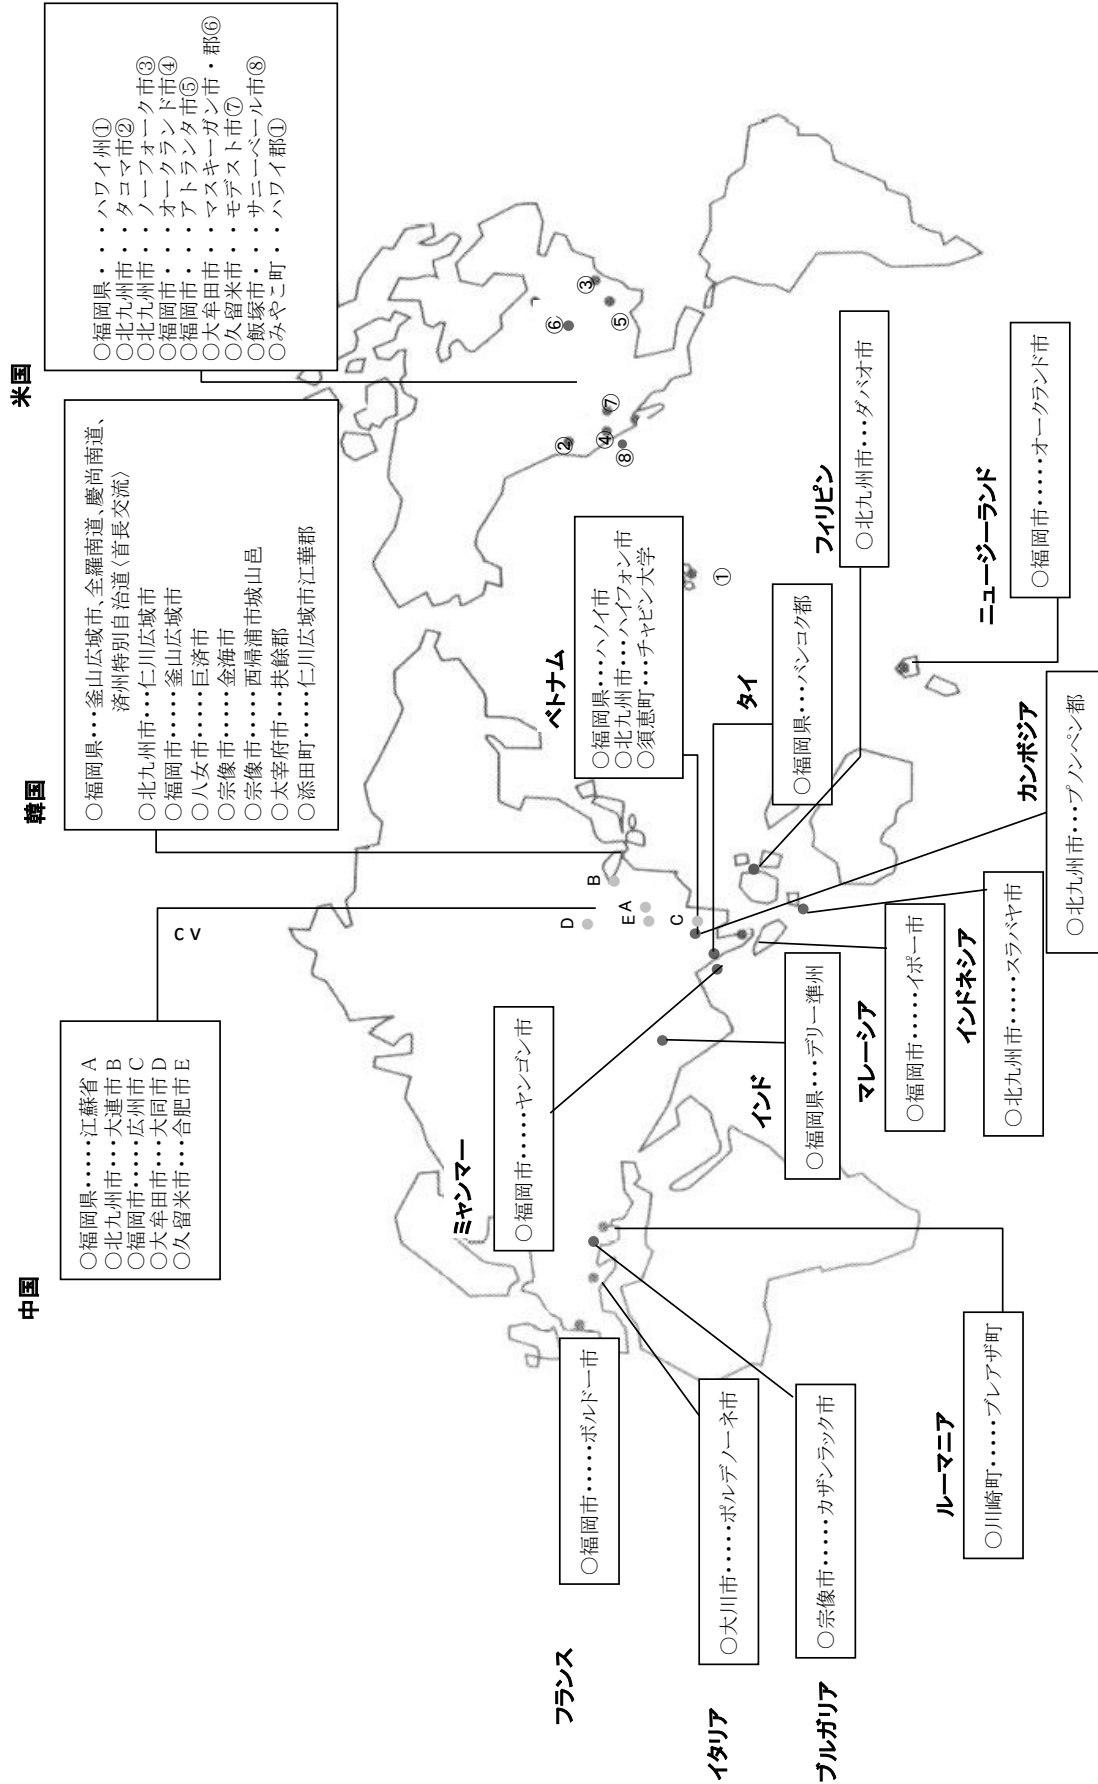 中国
○福岡県・・・・・江蘇省 A
○北九州市・・・大連市 B
○福岡市・・・・・広州市 C
○大牟田市・・・大同市 D
○久留米市・・・合肥市 E
韓国
○福岡県・・・釜山広域市、全羅南道、慶尚南道、
済州特別自治道〈首長交流〉
○北九州市・・・仁川広域市
○福岡市・・・・・釜山広域市
○八女市・・・・・巨済市
○宗像市・・・・・金海市
○宗像市・・・・・西帰浦市城山邑
○太宰府市・・・扶餘郡
○添田町・・・・・仁川広域市江華郡
米国
○福岡県・・・ハワイ州①
○北九州市・・タコマ市②
○北九州市・・ノーフォーク市③
○福岡市・・・オークランド市④
○福岡市・・・アトランタ市⑤
○大牟田市・・マスキーガン市・郡⑥
○久留米市・・モデスト市⑦
○飯塚市・・・サニーベール市⑧
○みやこ町・・ハワイ郡①
c v
D
E A
B
C
②
④
⑦
⑧
⑥
③
⑤
①
ミャンマー
○福岡市・・・・・ヤンゴン市
ベトナム
○福岡県・・・ハノイ市
○北九州市・・・ハイフォン市
○須恵町・・・チャビン大学
フランス
○福岡市・・・・・ボルドー市
イタリア
○大川市・・・・・ポルデノーネ市
ブルガリア
○宗像市・・・・・カザンラック市
ルーマニア
○川崎町・・・・・ブレアザ町
インド
○福岡県・・・デリー準州
タイ
○福岡県・・・バンコク都
フィリピン
○北九州市・・・ダバオ市
マレーシア
○福岡市・・・・・イポー市
インドネシア
○北九州市・・・・・スラバヤ市
カンボジア
○北九州市・・・プノンペン都
ニュージーランド
○福岡市・・・・・オークランド市